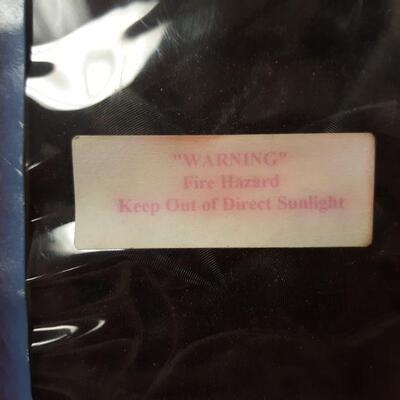 "WARNING"
Fire Hazard
Keep Out of Direct Sunlight